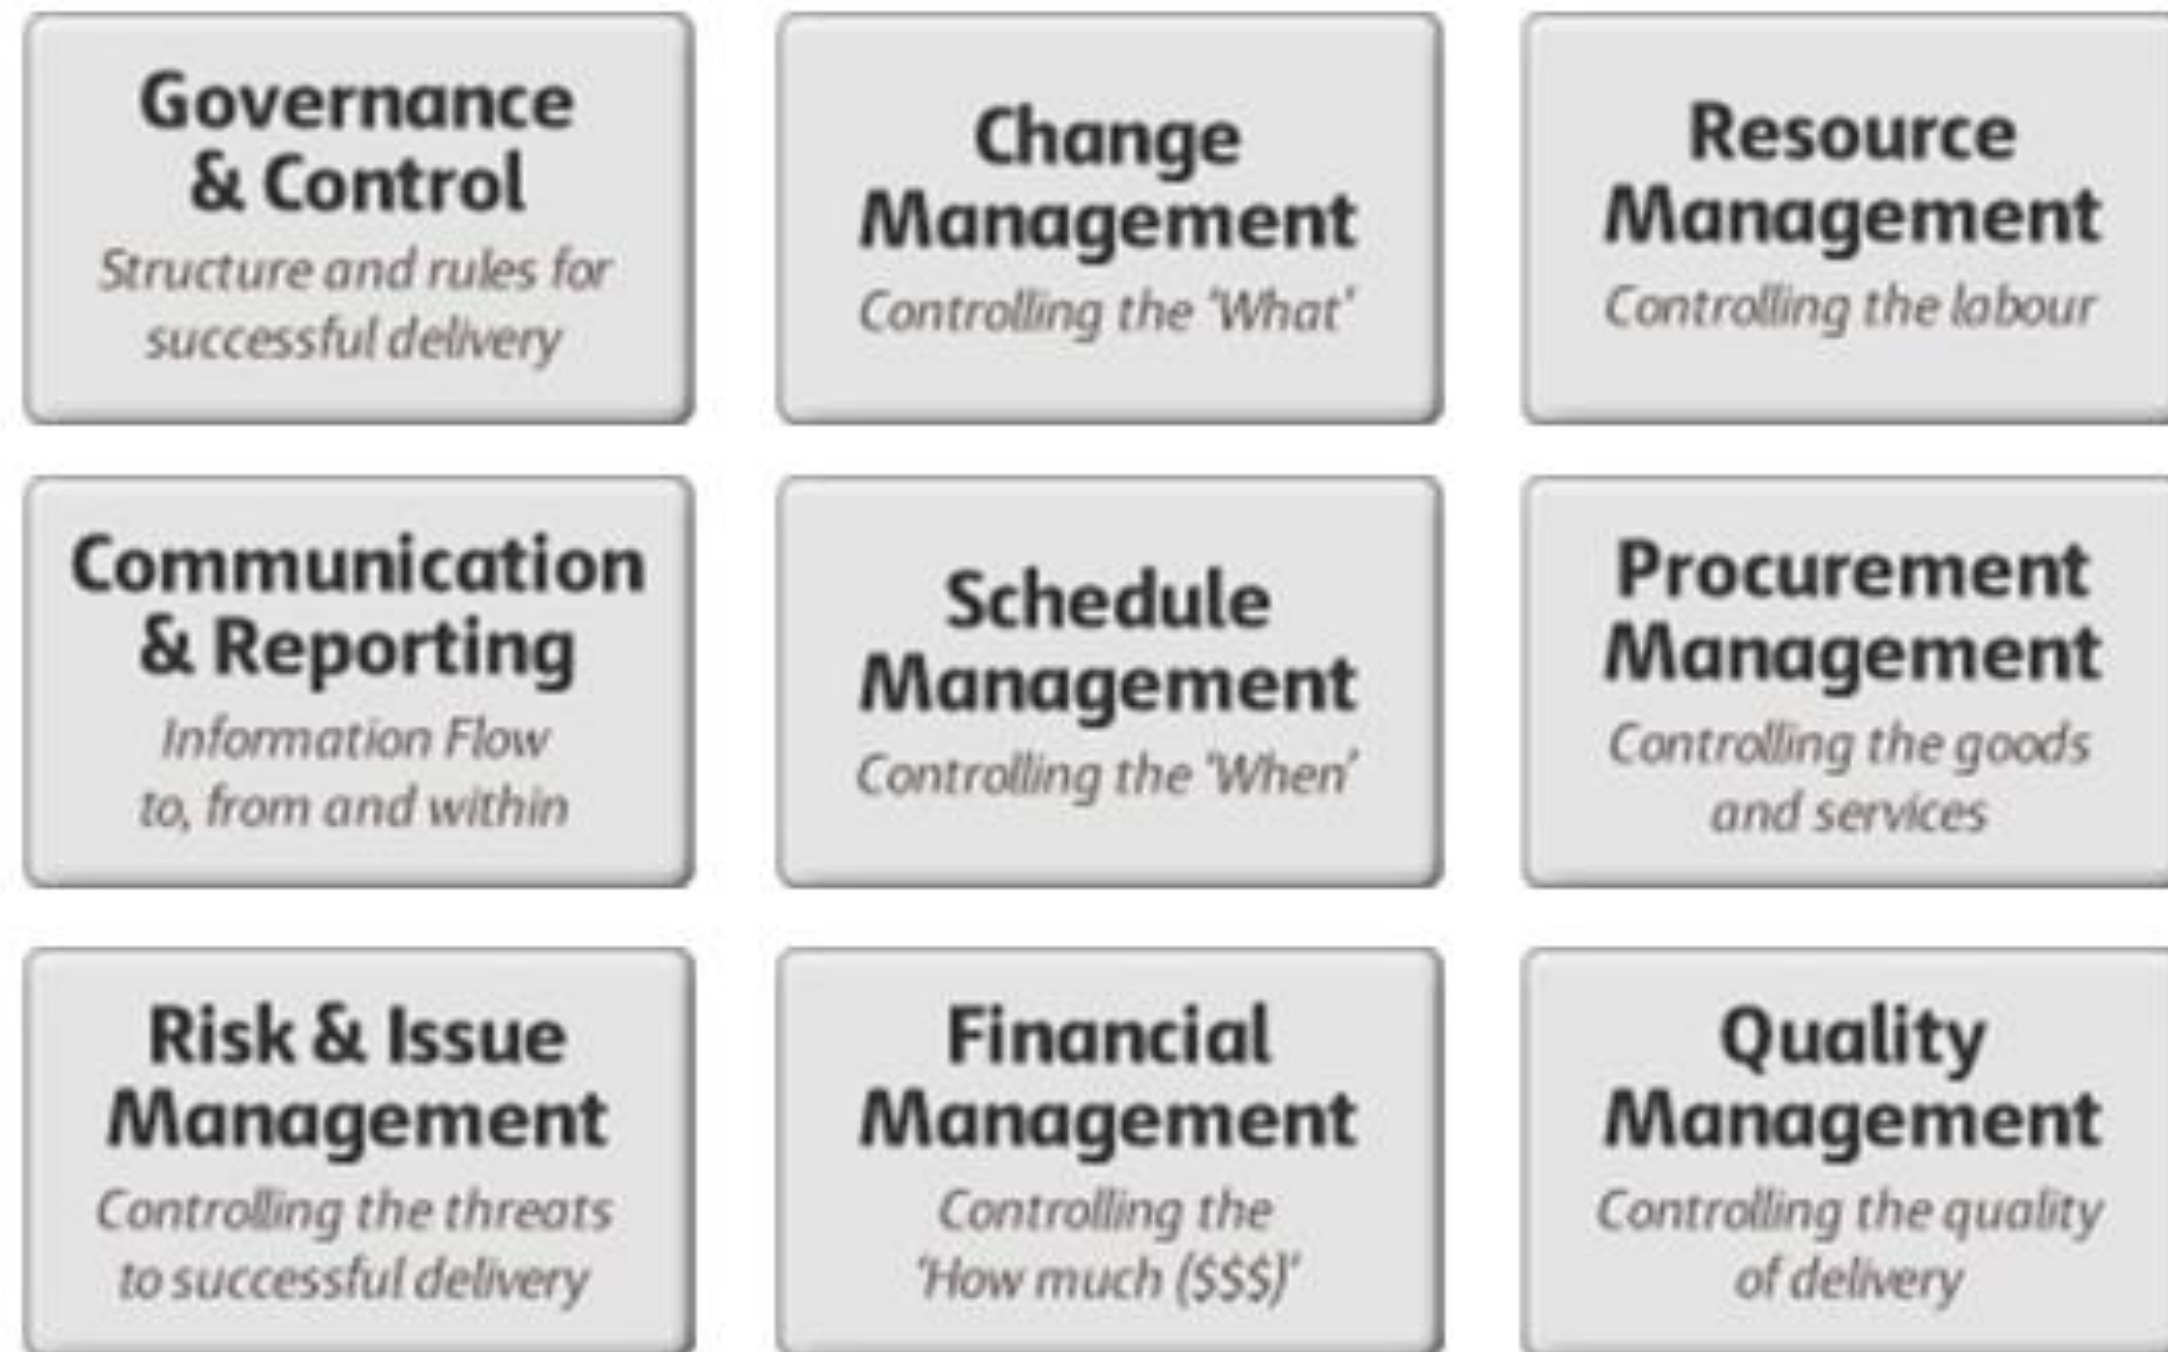 Governance
& Control
Structure and rules for
successful delivery
Change
Management
Controlling the 'What'
Resource
Management
Controlling the labour
Communication
& Reporting
Information Flow
to, from and within
Schedule
Management
Controlling the 'When'
Procurement
Management
Controlling the goods
and services
Risk & Issue
Management
Controlling the threats
to successful delivery
Financial
Management
Controlling the
'How much ($$$)'
Quality
Management
Controlling the quality
of delivery